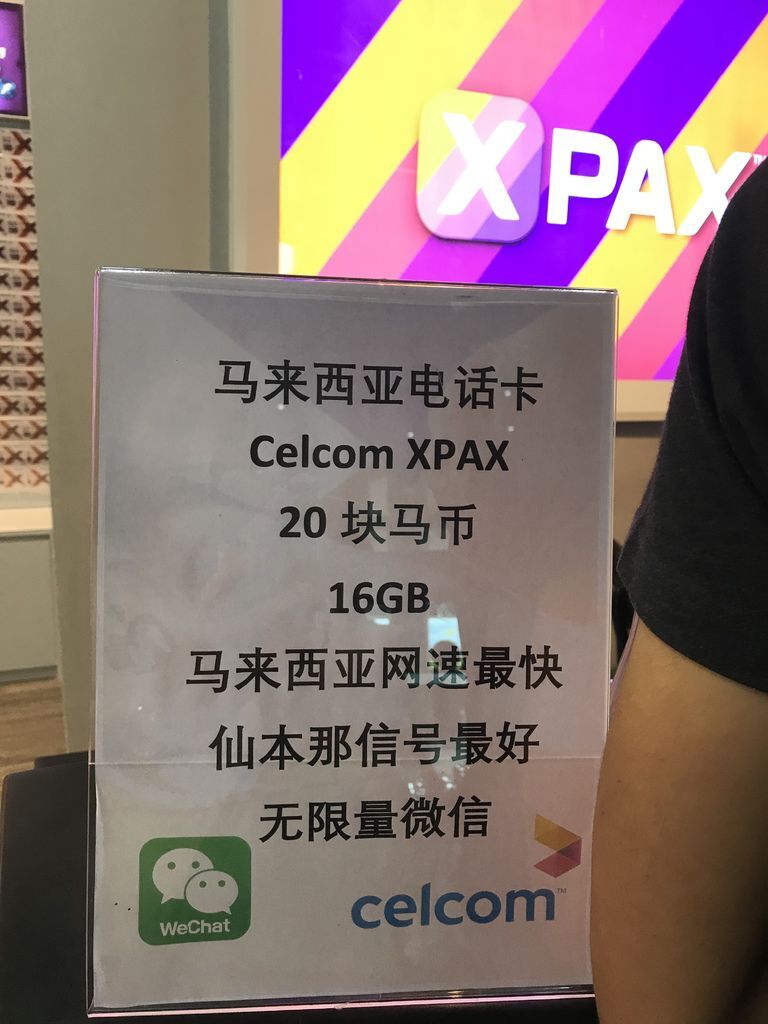 XPAX
马来西亚电话卡
Celcom XPAX
20 块马币
16GB
马来西亚网速最快
仙本那信号最好
无限量微信
WeChat
celcom™